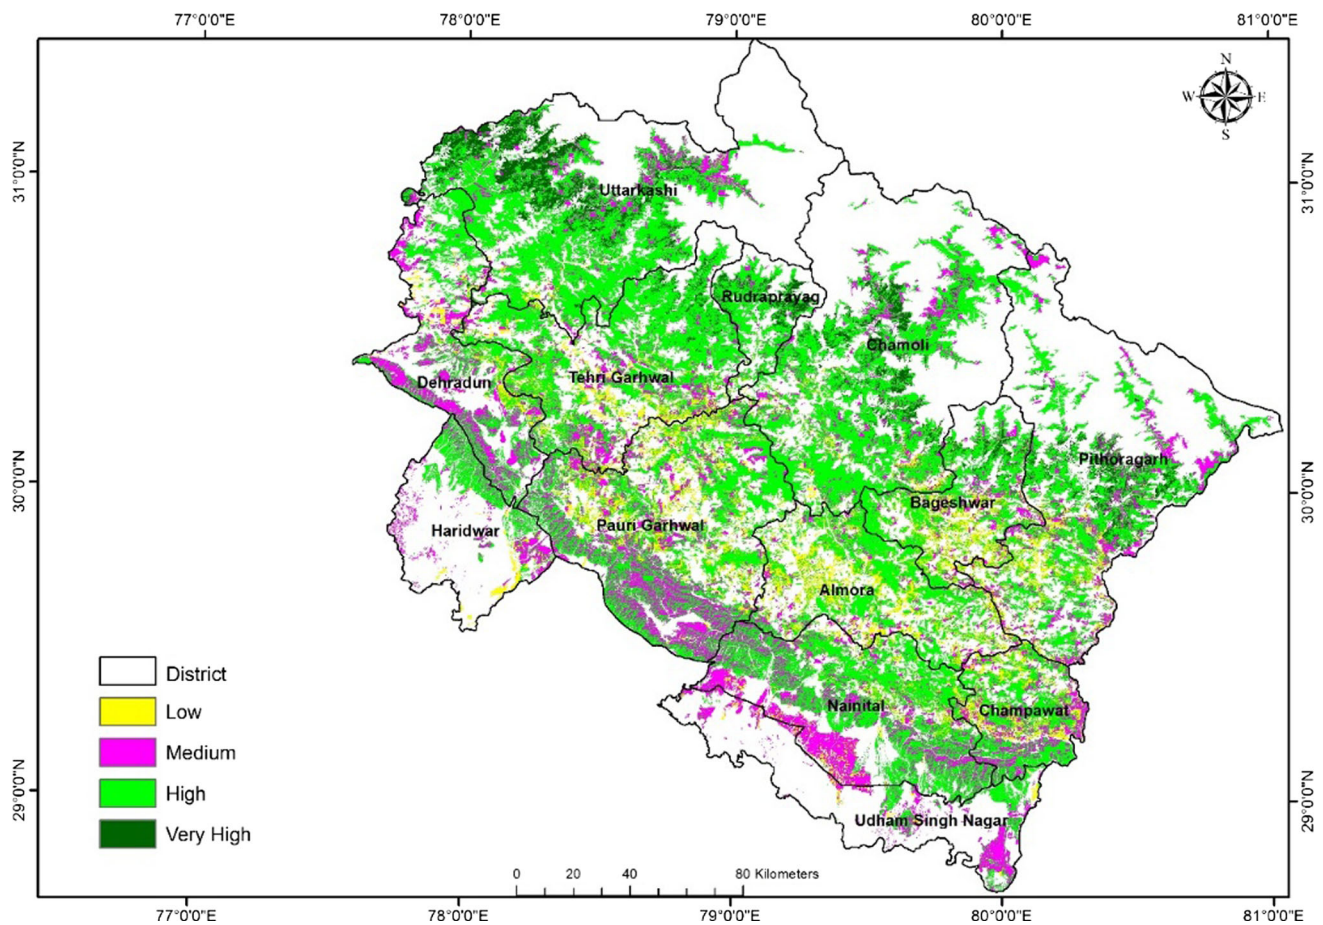 77°0'0"E 78°0'0"E 79°0'0"E 80°0'0"E 81°0'0"E
N
W E
S
31°0'0"N
31°0'0"N
Uttarkashi
Rudraprayag
Chamoli
Tehri Garhwal
Dehradun
Pithoragarh
30°0'0"N
30°0'0"N
Bageshwar
Pauri Garhwal
Haridwar
Almora
District
Low
Medium
High
Very High
Nainital
Champawat
29°0'0"N
29°0'0"N
Udham Singh Nagar
0 20 40 80 Kilometers
77°0'0"E 78°0'0"E 79°0'0"E 80°0'0"E 81°0'0"E